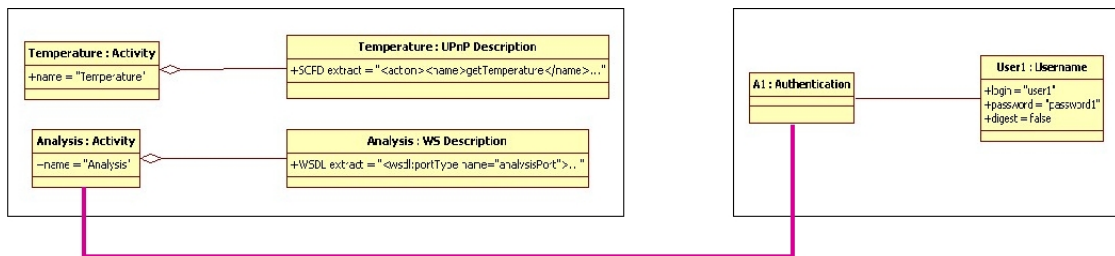 Temperature : Activity
+name = "Temperature"
Temperature : UPnP Description
+SCFD extract = "<action><name>getTemperature</name>..."
Analysis : Activity
-name = "Analysis"
Analysis : WS Description
+WSDL extract = "<wsdl:portType name="analysisPort">..."
A1 : Authentication
User1 : Username
+login = "user1"
+password = "password1"
+digest = false